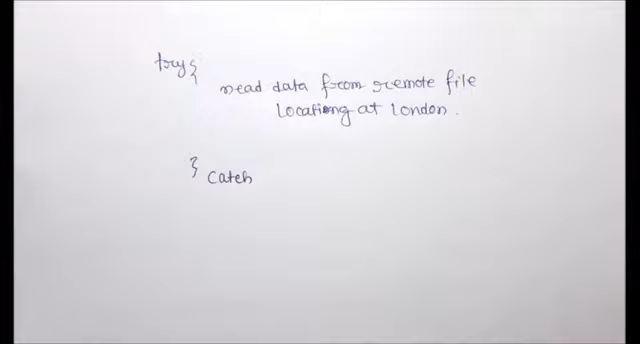 try {
read data from remote file
locationg at London.
} catch